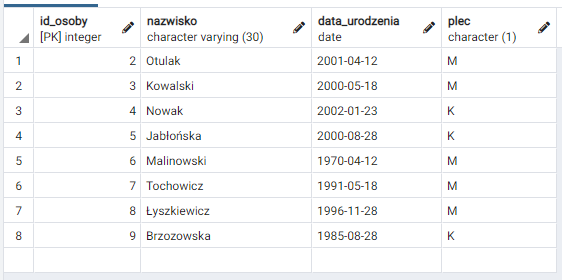 id_osoby nazwisko data_urodzenia plec
[PK] integer character varying (30) date character (1)
1 2 Otulak 2001-04-12 M
2 3 Kowalski 2000-05-18 M
3 4 Nowak 2002-01-23 K
4 5 Jabłońska 2000-08-28 K
5 6 Malinowski 1970-04-12 M
6 7 Tochowicz 1991-05-18 M
7 8 Łyszkiewicz 1996-11-28 M
8 9 Brzozowska 1985-08-28 K